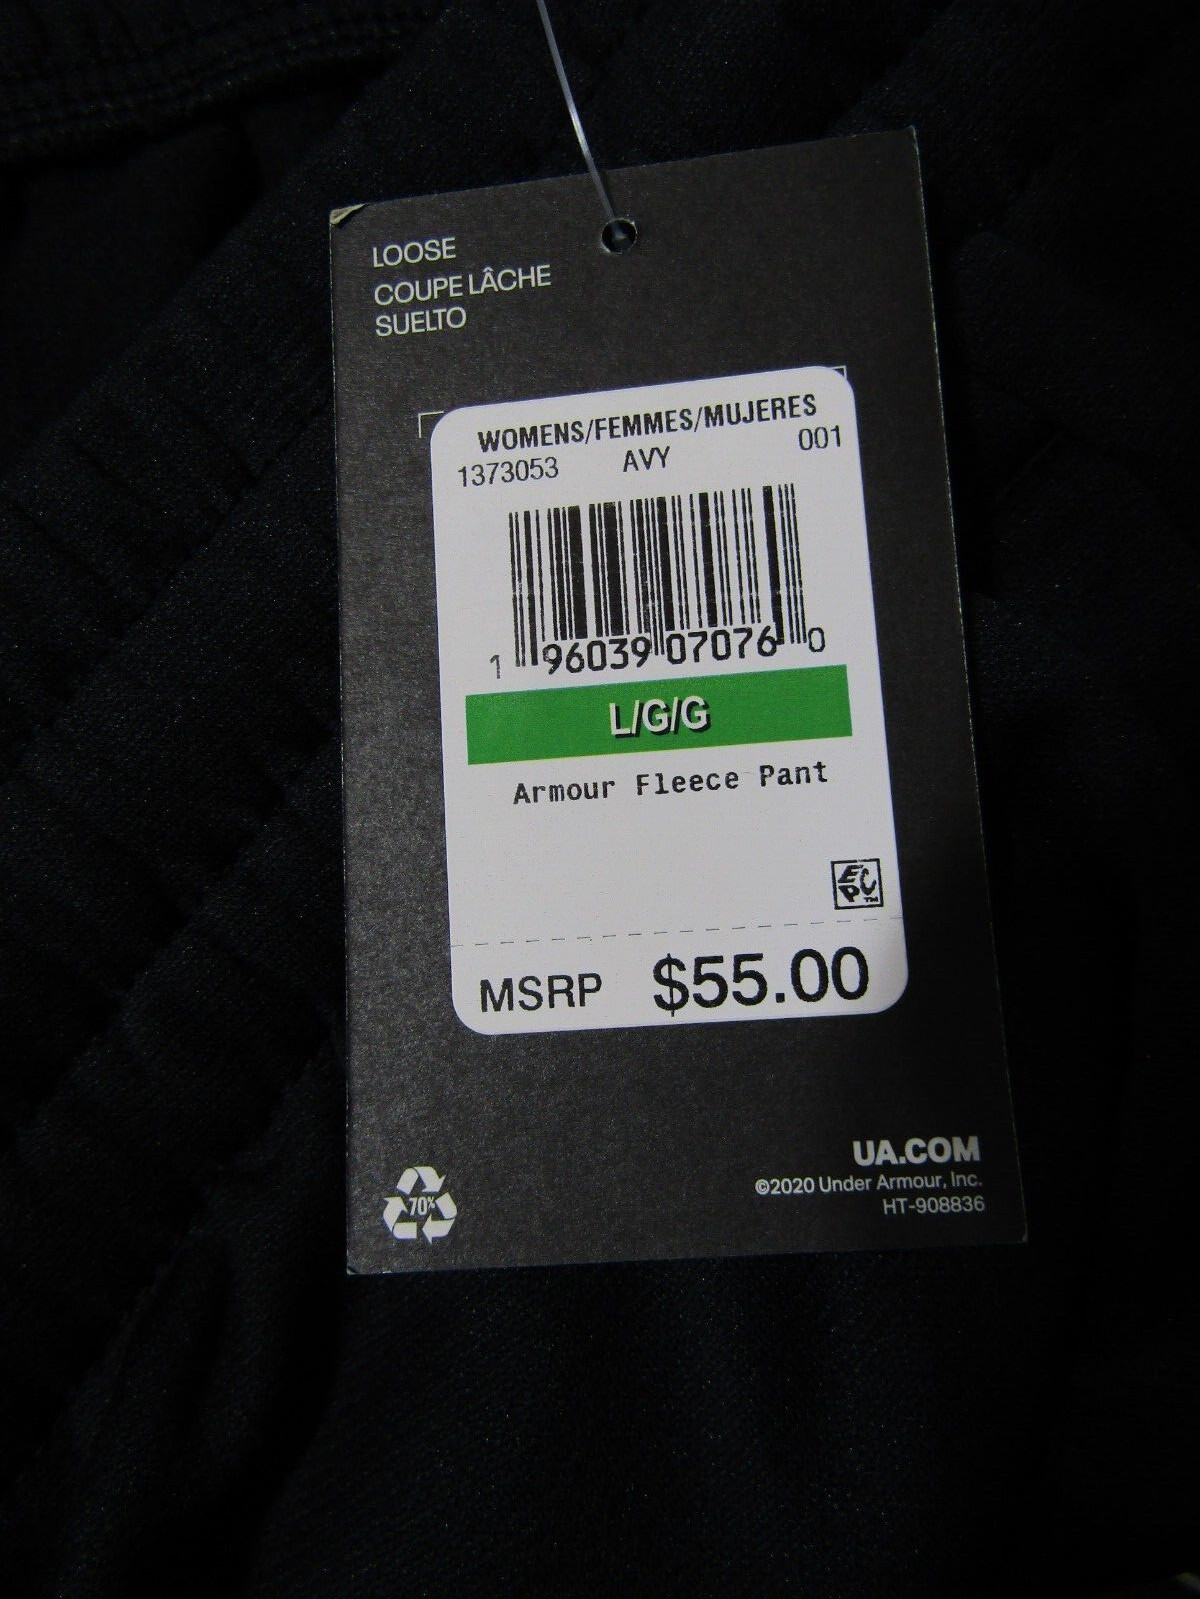 LOOSE
COUPE LÂCHE
SUELTO
WOMENS/FEMMES/MUJERES
1373053 AVY 001
1 96039 07076 0
L/G/G
Armour Fleece Pant
EPC™
MSRP $55.00
70%
UA.COM
©2020 Under Armour, Inc.
HT-908836